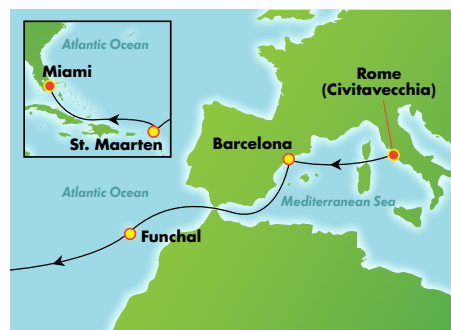 Atlantic Ocean
Miami
St. Maarten
Rome
(Civitavecchia)
Barcelona
Atlantic Ocean
Mediterranean Sea
Funchal